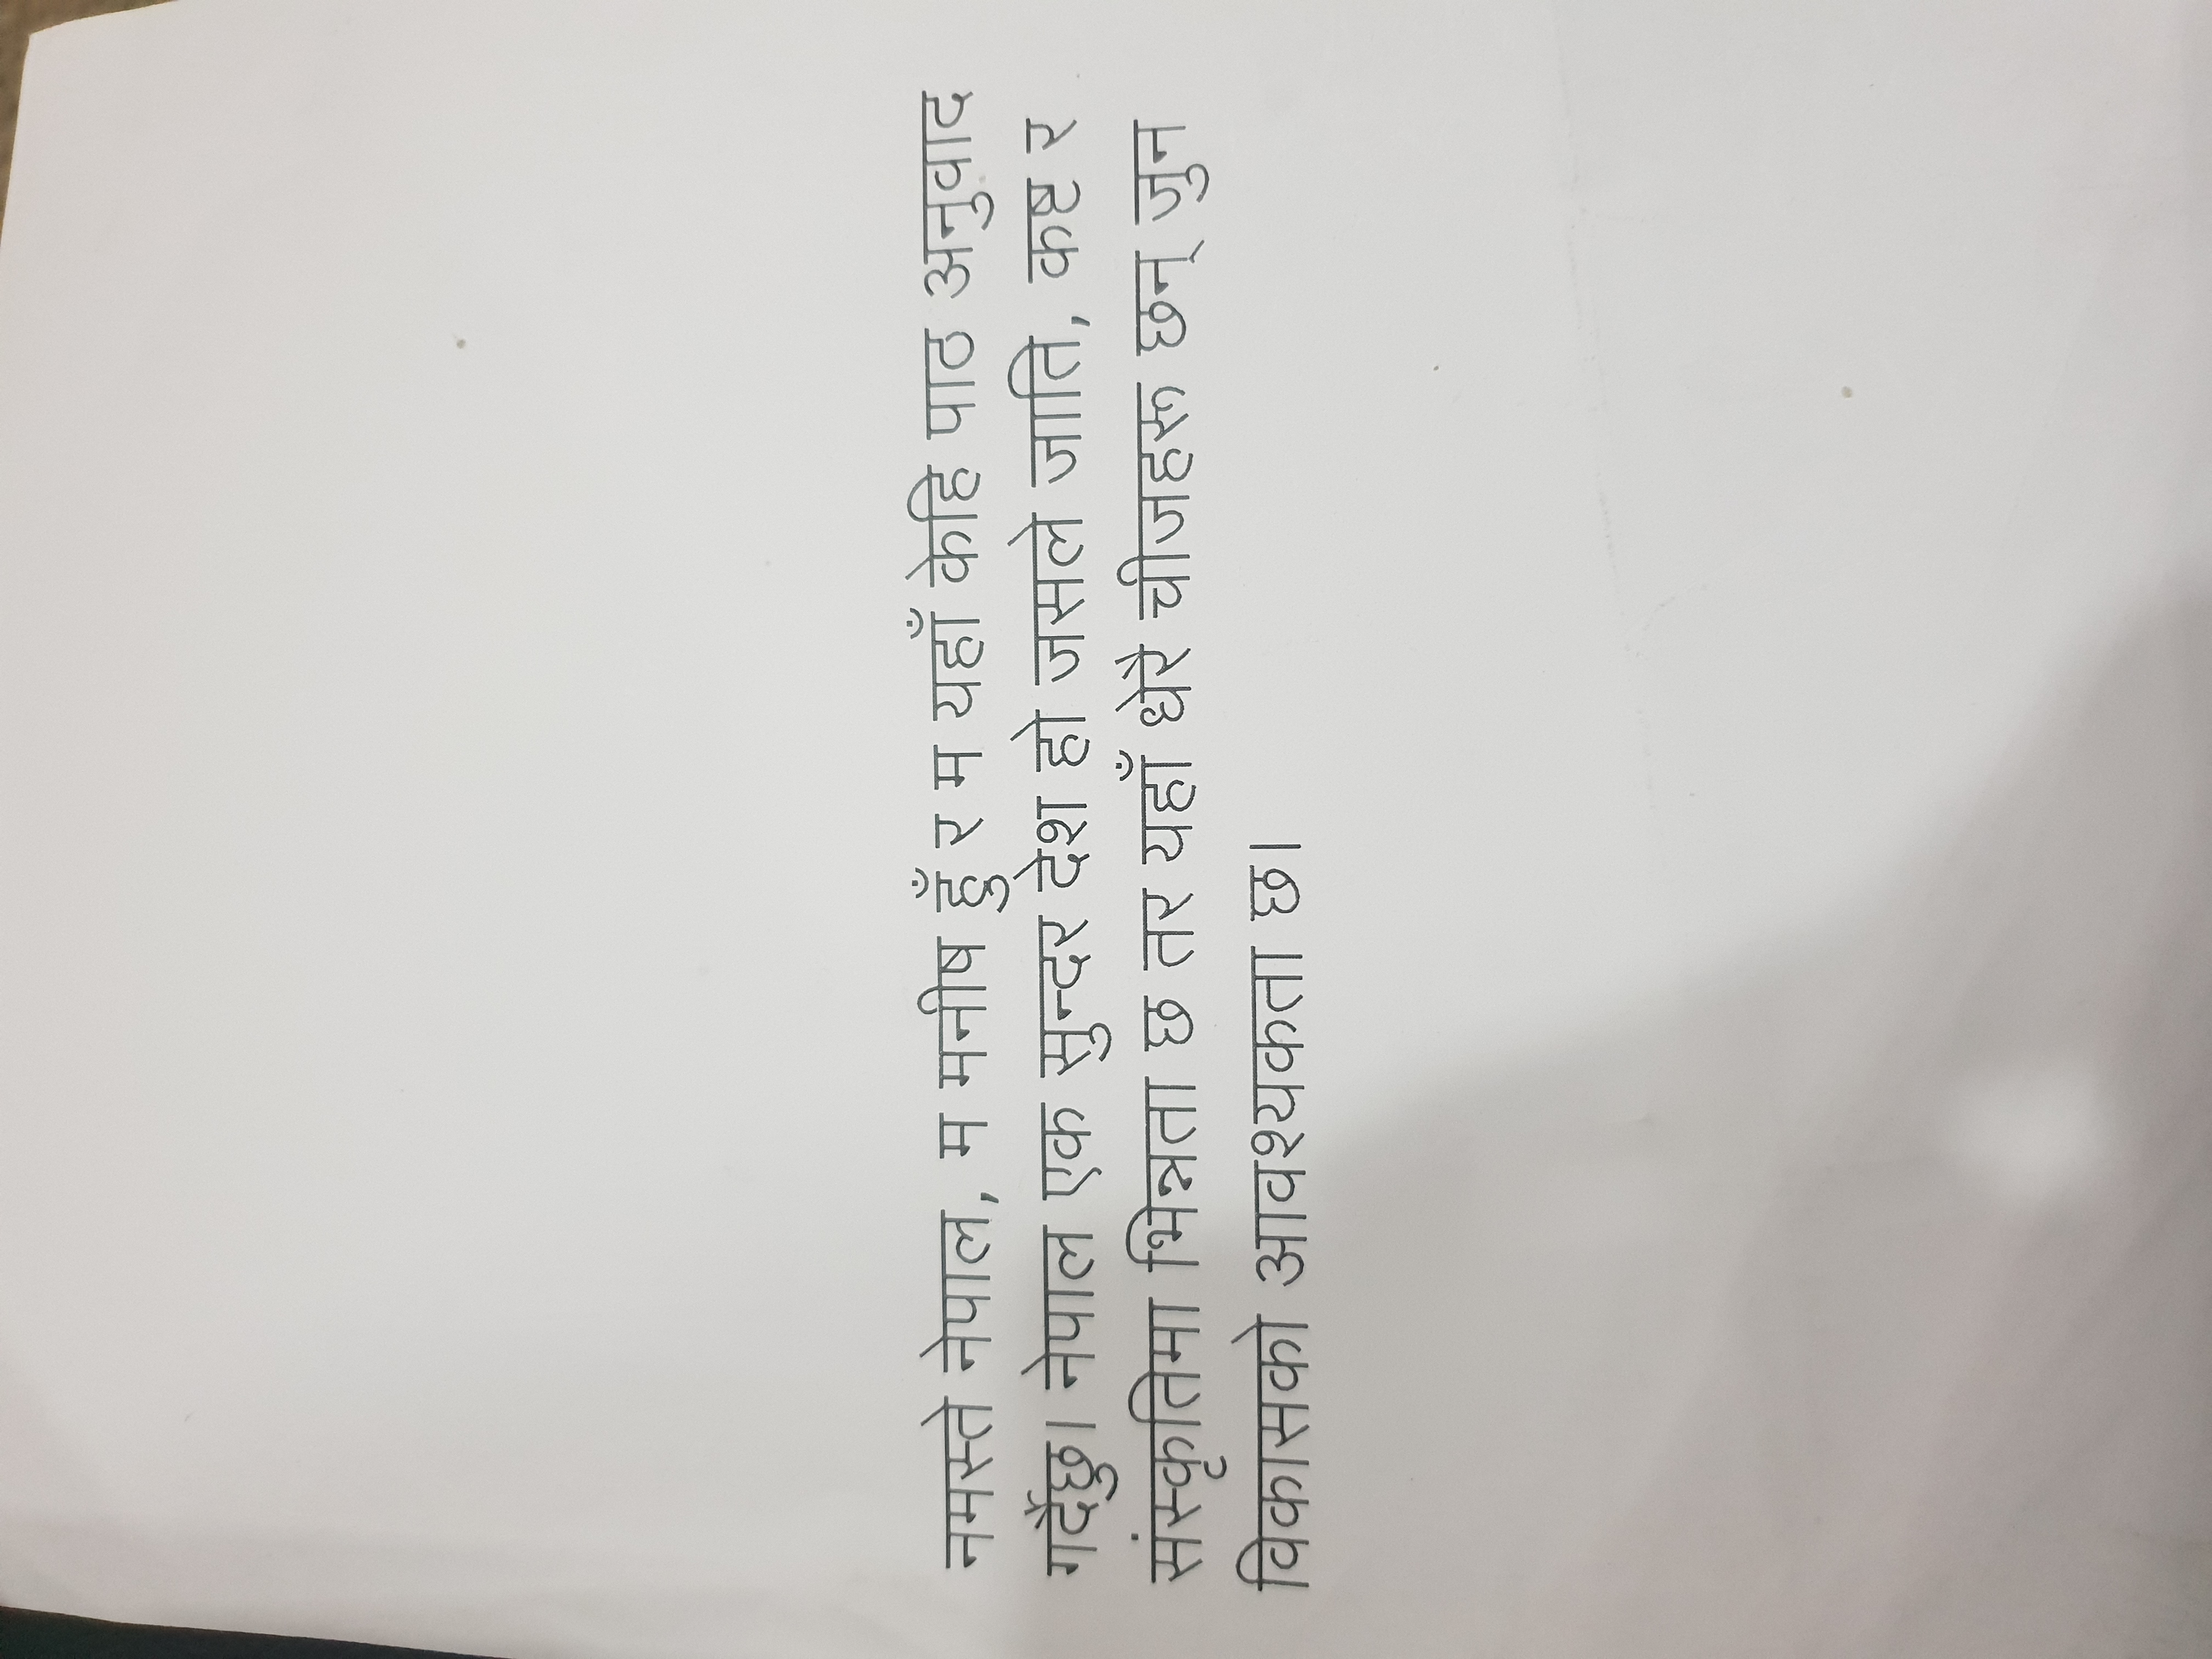 नमस्ते नेपाल, म मनीष हुँ र म यहाँ केहि पाठ अनुवाद
गर्दैछु। नेपाल एक सुन्दर देश हो जसले जाति, कष्ट र
संस्कृतिमा भिन्नता छ तर यहाँ धेरै चीजहरू छन् जुन
विकासको आवश्यकता छ।